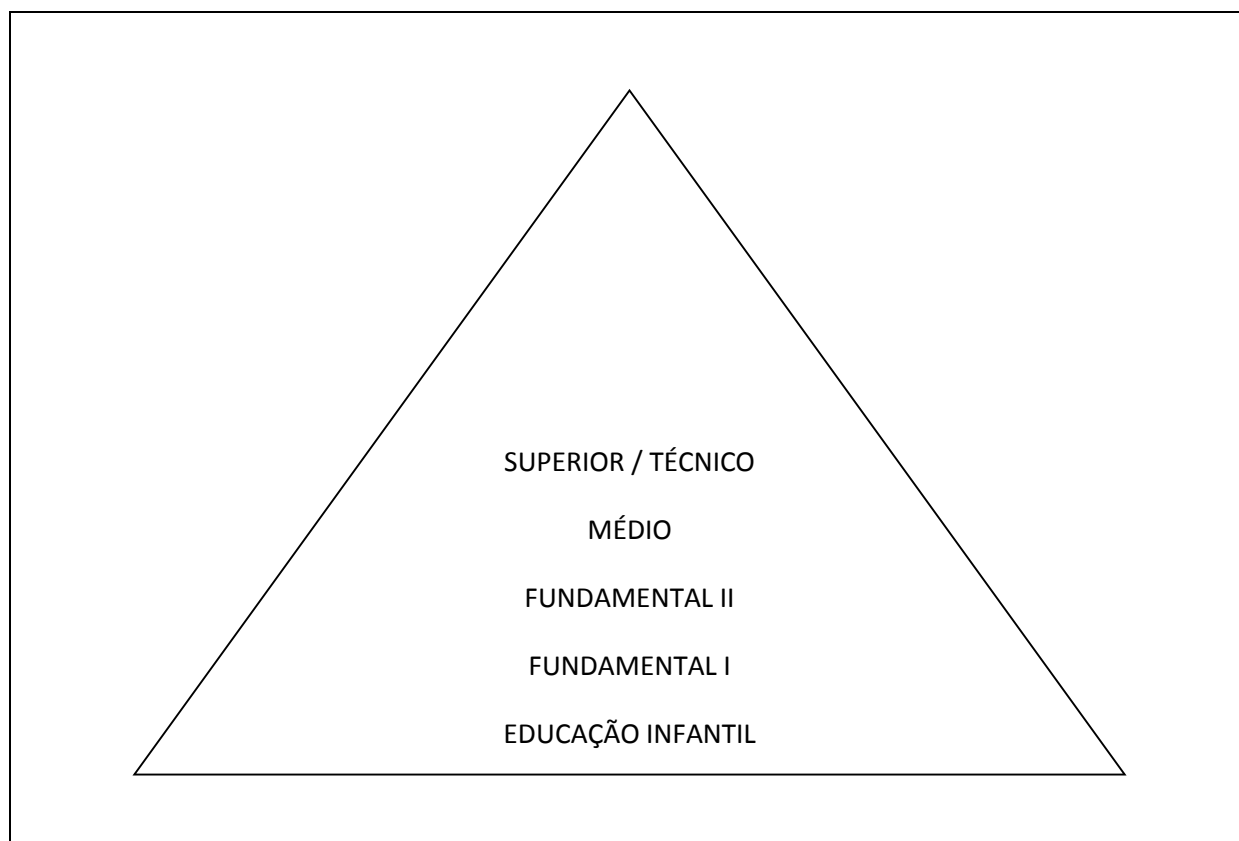 SUPERIOR / TÉCNICO
MÉDIO
FUNDAMENTAL II
FUNDAMENTAL I
EDUCAÇÃO INFANTIL